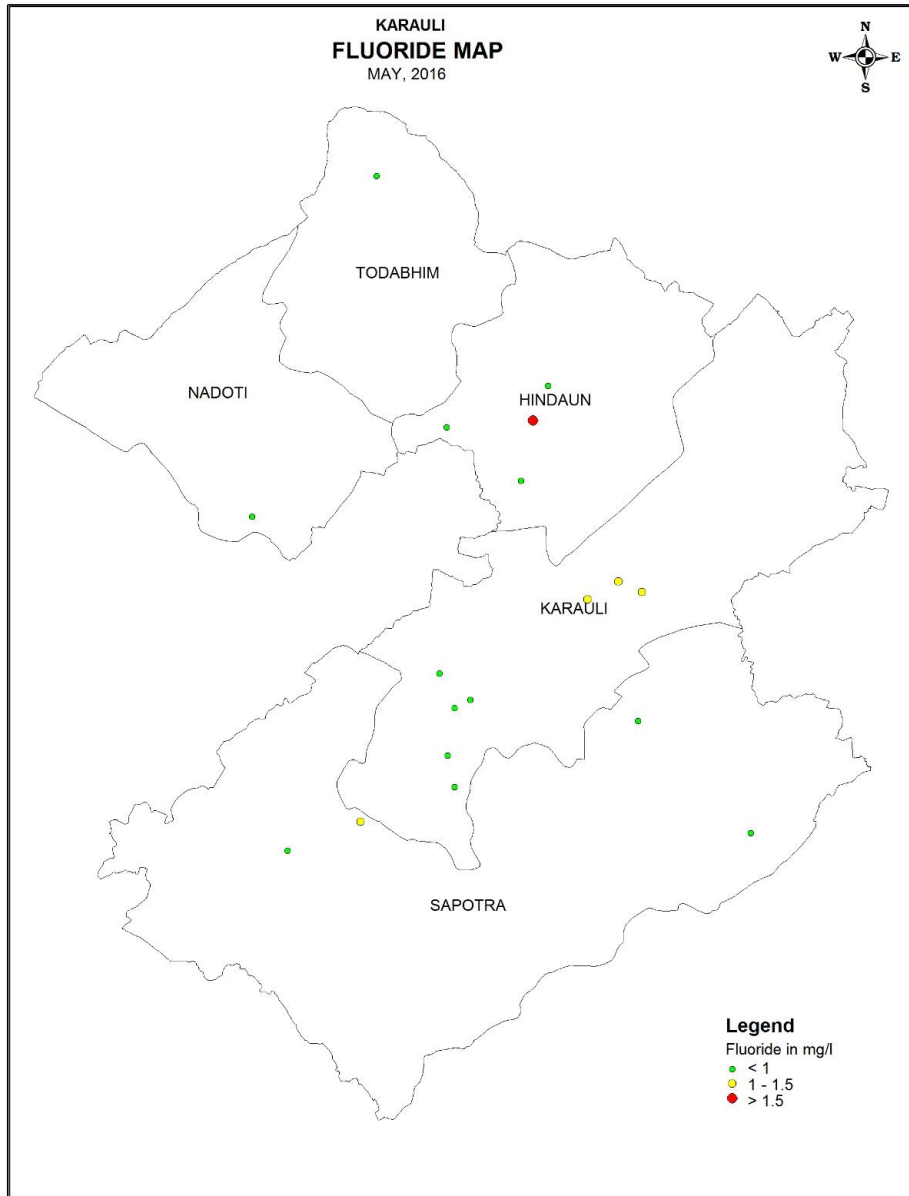 KARAULI
FLUORIDE MAP
MAY, 2016
N
W E
S
TODABHIM
NADOTI
HINDAUN
KARAULI
SAPOTRA
Legend
Fluoride in mg/l
< 1
1 - 1.5
> 1.5